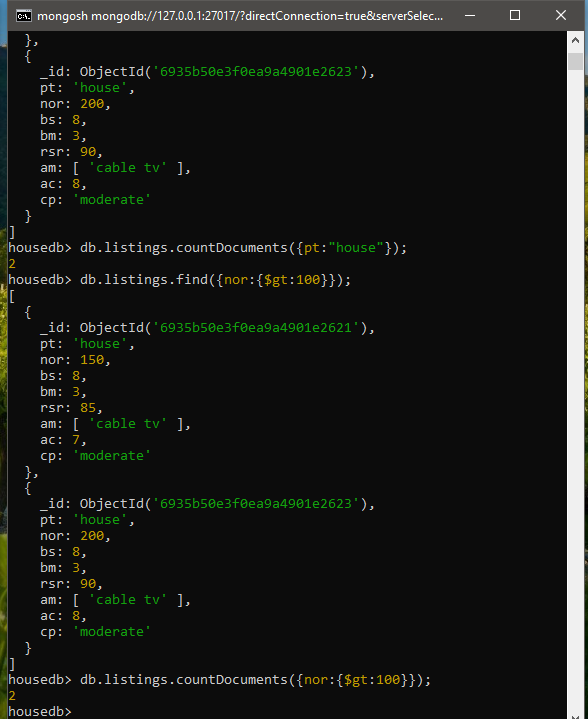 mongosh mongodb://127.0.0.1:27017/?directConnection=true&serverSelec...
  },
  {
    _id: ObjectId('6935b50e3f0ea9a4901e2623'),
    pt: 'house',
    nor: 200,
    bs: 8,
    bm: 3,
    rsr: 90,
    am: [ 'cable tv' ],
    ac: 8,
    cp: 'moderate'
  }
]
housedb> db.listings.countDocuments({pt:"house"});
2
housedb> db.listings.find({nor:{$gt:100}});
[
  {
    _id: ObjectId('6935b50e3f0ea9a4901e2621'),
    pt: 'house',
    nor: 150,
    bs: 8,
    bm: 3,
    rsr: 85,
    am: [ 'cable tv' ],
    ac: 7,
    cp: 'moderate'
  },
  {
    _id: ObjectId('6935b50e3f0ea9a4901e2623'),
    pt: 'house',
    nor: 200,
    bs: 8,
    bm: 3,
    rsr: 90,
    am: [ 'cable tv' ],
    ac: 8,
    cp: 'moderate'
  }
]
housedb> db.listings.countDocuments({nor:{$gt:100}});
2
housedb>